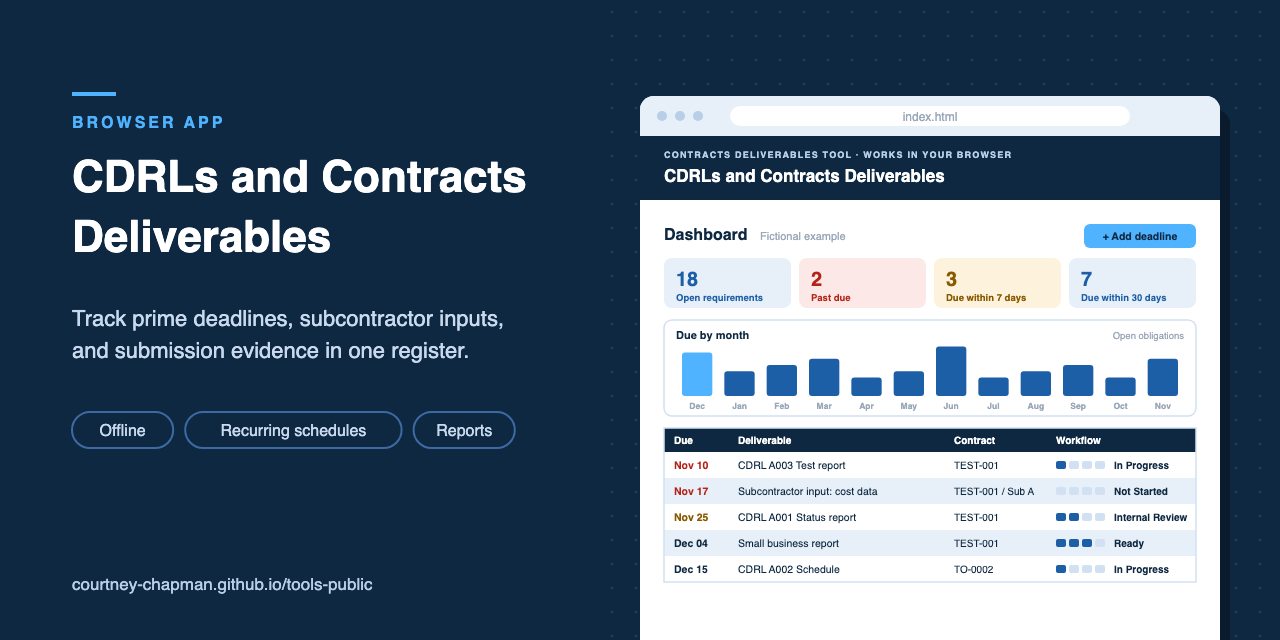 BROWSER APP
CDRLs and Contracts
Deliverables
Track prime deadlines, subcontractor inputs,
and submission evidence in one register.
Offline
Recurring schedules
Reports
courtney-chapman.github.io/tools-public
index.html
CONTRACTS DELIVERABLES TOOL · WORKS IN YOUR BROWSER
CDRLs and Contracts Deliverables
Dashboard Fictional example + Add deadline
18 2 3 7
Open requirements Past due Due within 7 days Due within 30 days
Due by month Open obligations
Dec Jan Feb Mar Apr May Jun Jul Aug Sep Oct Nov
Due Deliverable Contract Workflow
Nov 10 CDRL A003 Test report TEST-001 In Progress
Nov 17 Subcontractor input: cost data TEST-001 / Sub A Not Started
Nov 25 CDRL A001 Status report TEST-001 Internal Review
Dec 04 Small business report TEST-001 Ready
Dec 15 CDRL A002 Schedule TO-0002 In Progress